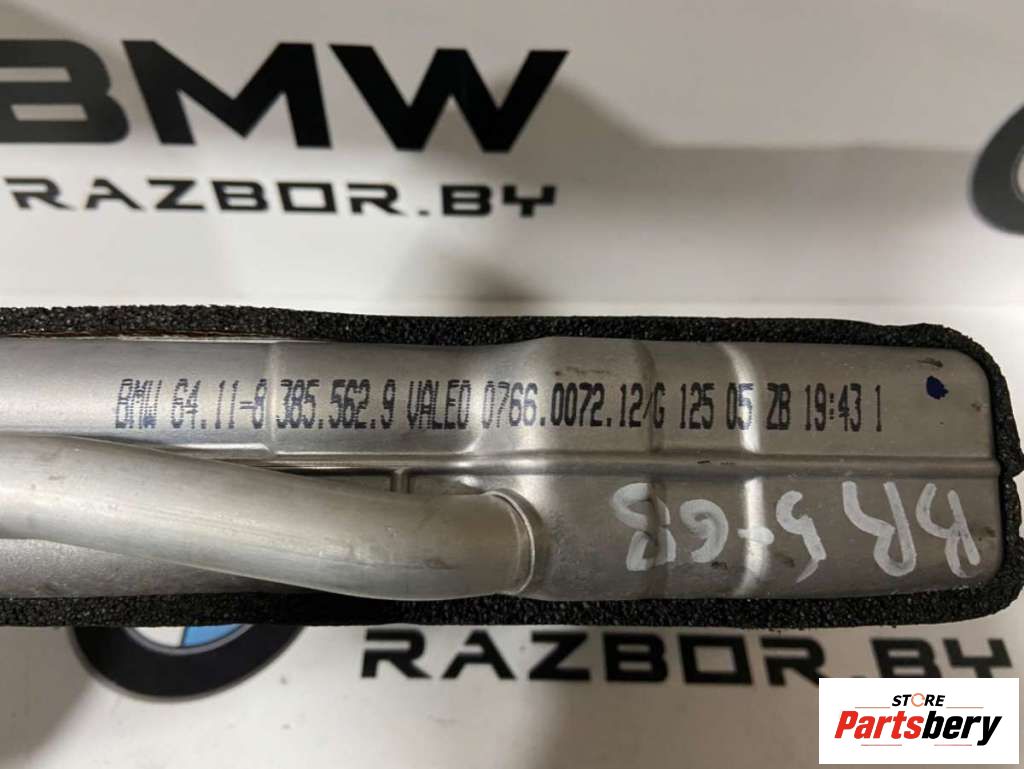 BMW
RAZBOR.BY
BMW 64.11-8 385.562.9 VALEO 0766.0072.12/G 125 05 ZB 19:43 1
BR
RAZBOR.BY
STORE
Partsbery